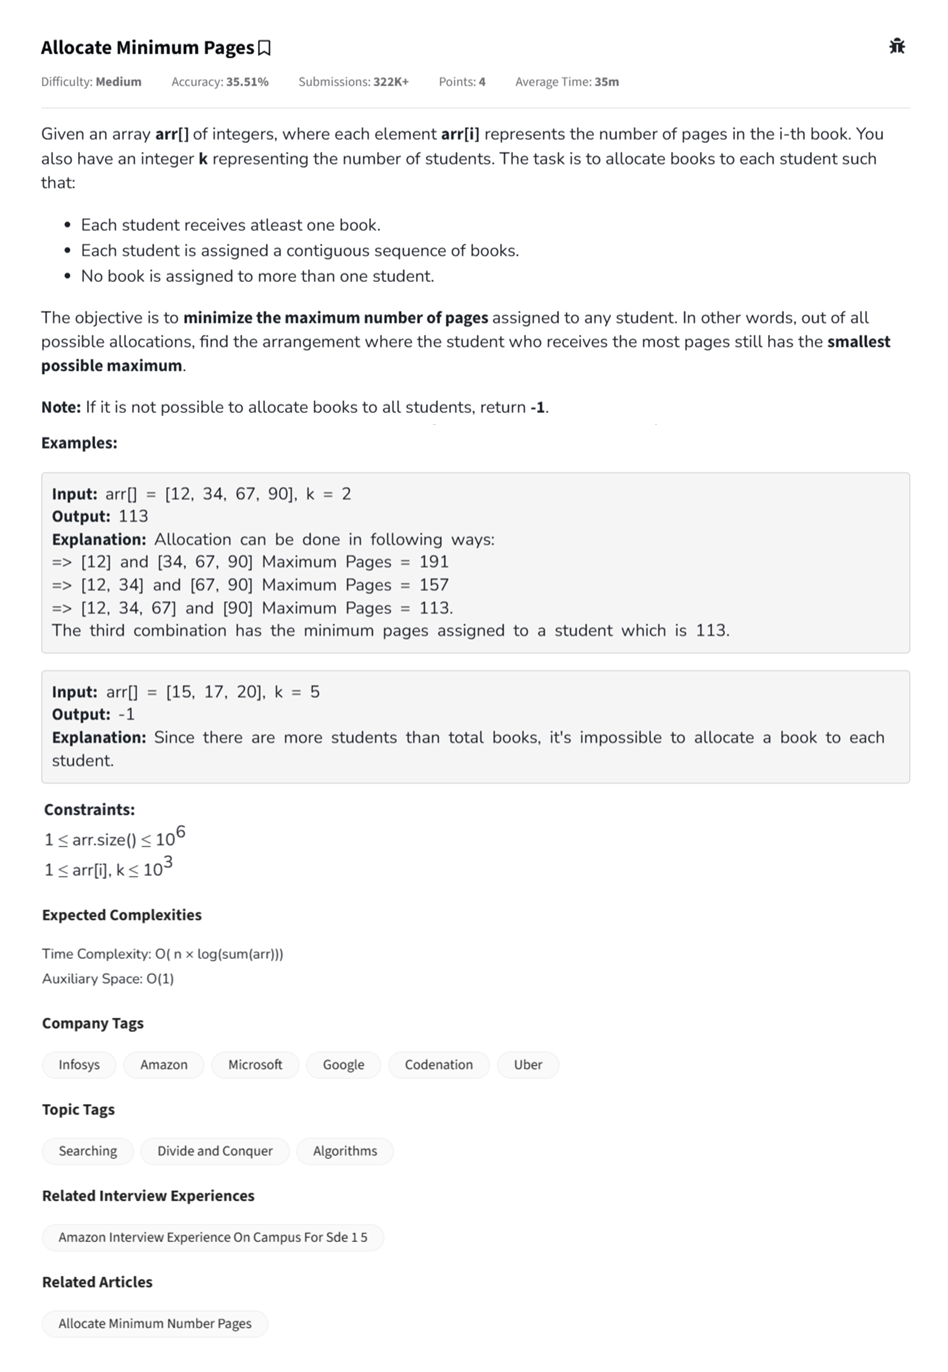 Allocate Minimum Pages
Difficulty: Medium Accuracy: 35.51% Submissions: 322K+ Points: 4 Average Time: 35m
Given an array arr[] of integers, where each element arr[i] represents the number of pages in the i-th book. You
also have an integer k representing the number of students. The task is to allocate books to each student such
that:
• Each student receives atleast one book.
• Each student is assigned a contiguous sequence of books.
• No book is assigned to more than one student.
The objective is to minimize the maximum number of pages assigned to any student. In other words, out of all
possible allocations, find the arrangement where the student who receives the most pages still has the smallest
possible maximum.
Note: If it is not possible to allocate books to all students, return -1.
Examples:
Input: arr[] = [12, 34, 67, 90], k = 2
Output: 113
Explanation: Allocation can be done in following ways:
=> [12] and [34, 67, 90] Maximum Pages = 191
=> [12, 34] and [67, 90] Maximum Pages = 157
=> [12, 34, 67] and [90] Maximum Pages = 113.
The third combination has the minimum pages assigned to a student which is 113.
Input: arr[] = [15, 17, 20], k = 5
Output: -1
Explanation: Since there are more students than total books, it's impossible to allocate a book to each
student.
Constraints:
1 ≤ arr.size() ≤ 10^6
1 ≤ arr[i], k ≤ 10^3
Expected Complexities
Time Complexity: O( n × log(sum(arr)))
Auxiliary Space: O(1)
Company Tags
Infosys Amazon Microsoft Google Codenation Uber
Topic Tags
Searching Divide and Conquer Algorithms
Related Interview Experiences
Amazon Interview Experience On Campus For Sde 1 5
Related Articles
Allocate Minimum Number Pages